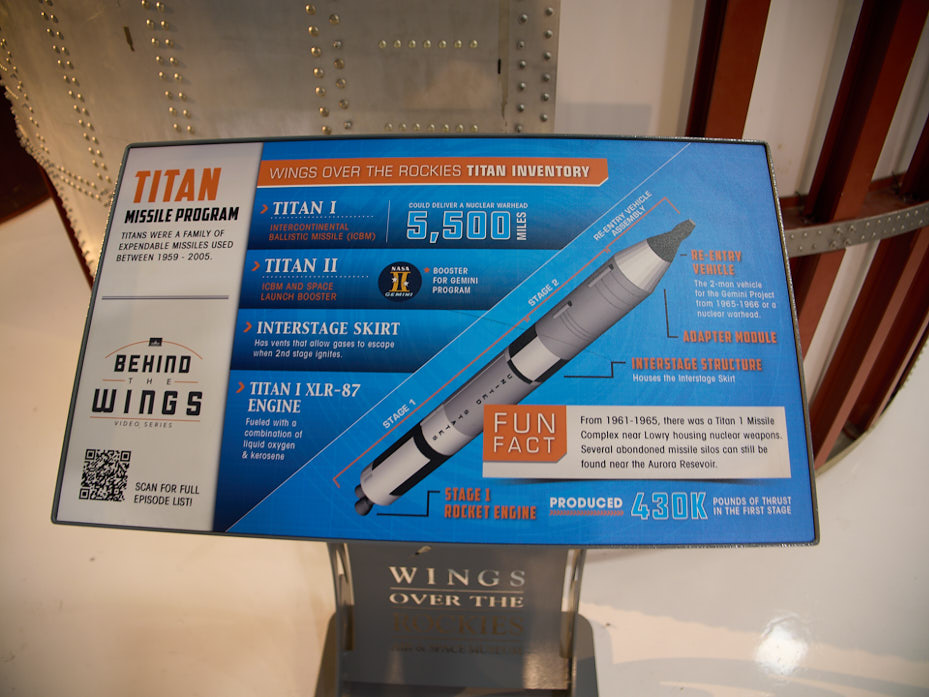 TITAN
MISSILE PROGRAM
TITANS WERE A FAMILY OF
EXPENDABLE MISSILES USED
BETWEEN 1959 - 2005.
BEHIND
THE
WINGS
VIDEO SERIES
SCAN FOR FULL
EPISODE LIST!
WINGS OVER THE ROCKIES TITAN INVENTORY
TITAN I
INTERCONTINENTAL
BALLISTIC MISSILE (ICBM)
COULD DELIVER A NUCLEAR WARHEAD
5,500 MILES
TITAN II
ICBM AND SPACE
LAUNCH BOOSTER
NASA
II
GEMINI
BOOSTER
FOR GEMINI
PROGRAM
INTERSTAGE SKIRT
Has vents that allow gases to escape
when 2nd stage ignites.
TITAN I XLR-87
ENGINE
Fueled with a
combination of
liquid oxygen
& kerosene
RE-ENTRY VEHICLE
ASSEMBLY
STAGE 2
STAGE 1
UNITED STATES
RE-ENTRY
VEHICLE
The 2-man vehicle
for the Gemini Project
from 1965-1966 or a
nuclear warhead.
ADAPTER MODULE
INTERSTAGE STRUCTURE
Houses the Interstage Skirt
FUN
FACT
From 1961-1965, there was a Titan 1 Missile
Complex near Lowry housing nuclear weapons.
Several abandoned missile silos can still be
found near the Aurora Resevoir.
STAGE 1
ROCKET ENGINE
PRODUCED 430K POUNDS OF THRUST
IN THE FIRST STAGE
WINGS
OVER THE
ROCKIES
AIR & SPACE MUSEUM